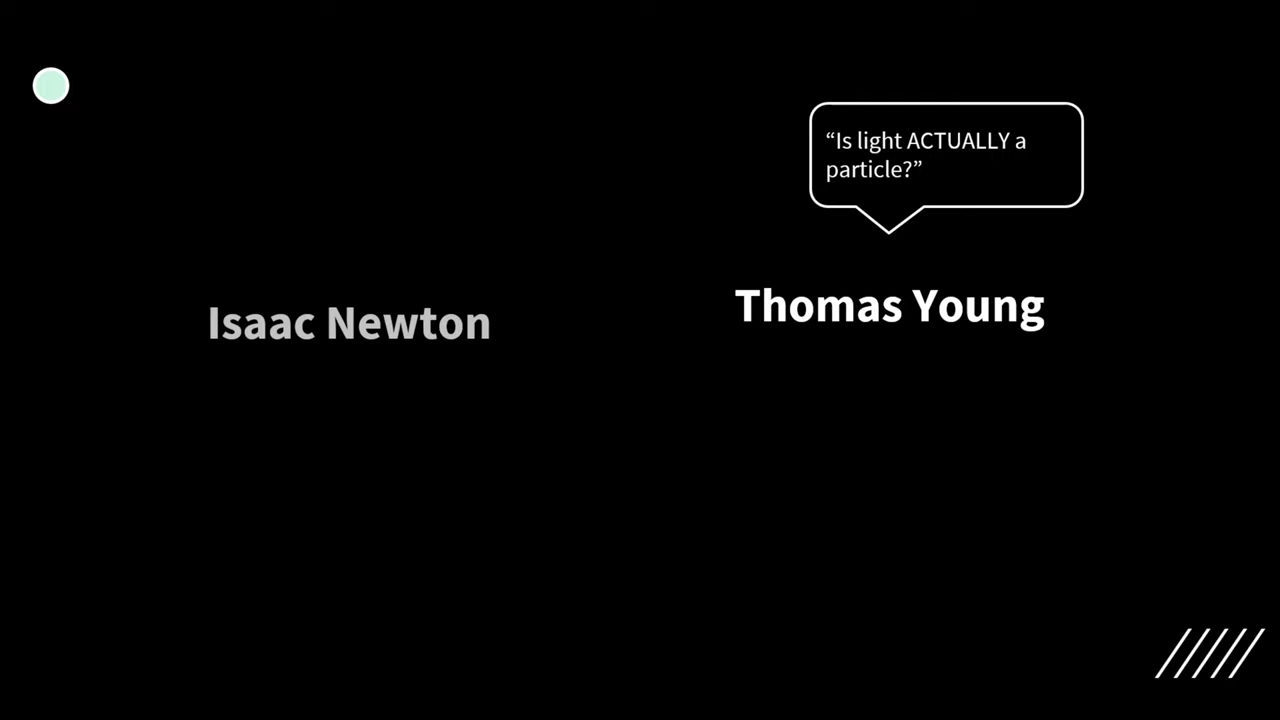 “Is light ACTUALLY a
particle?”
Isaac Newton
Thomas Young